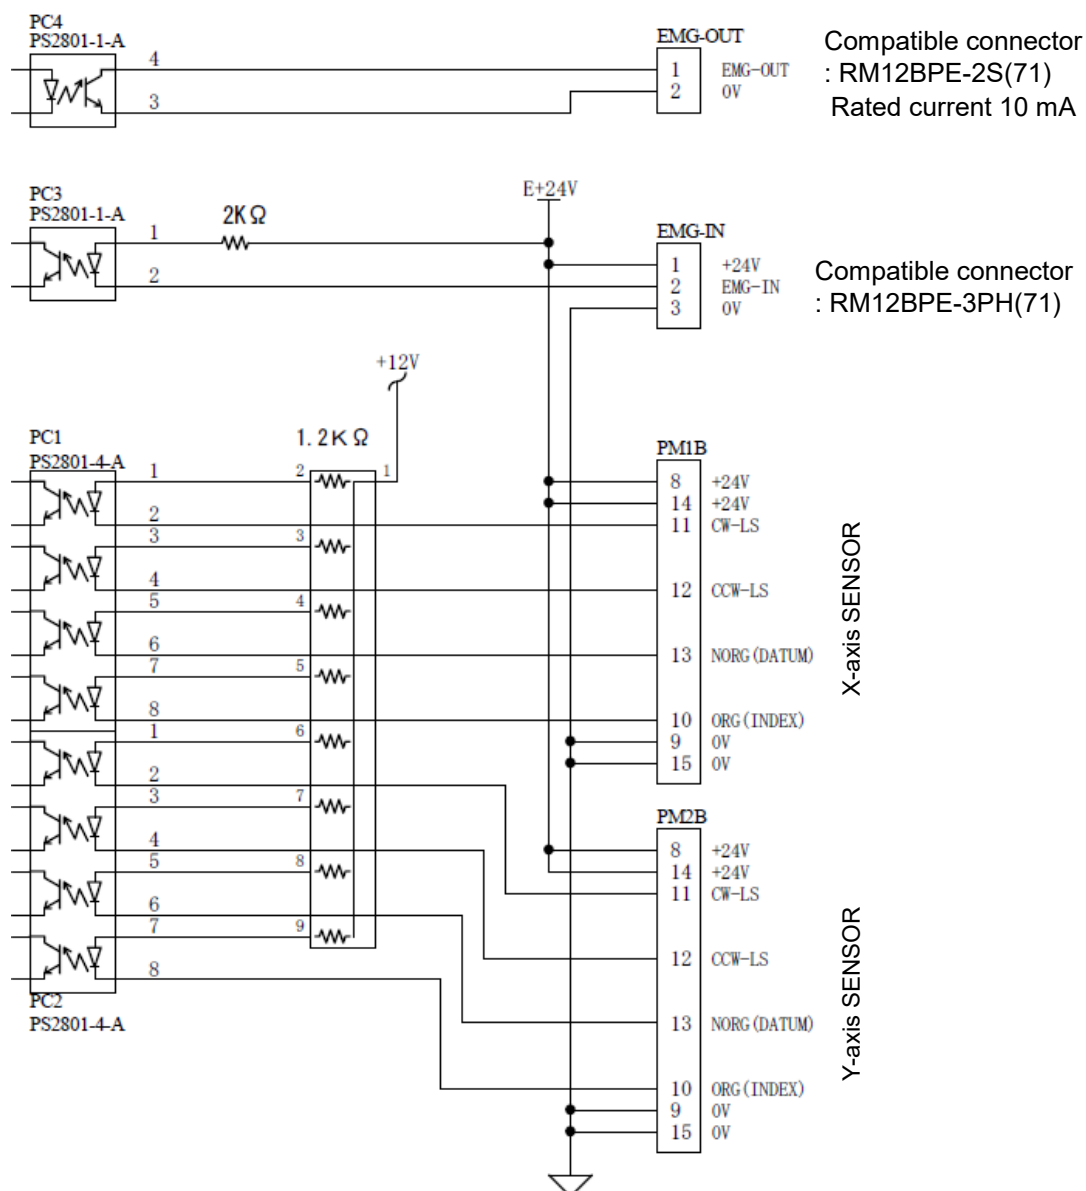 PC4
PS2801-1-A
4
3
EMG-OUT
1 EMG-OUT
2 0V
Compatible connector
: RM12BPE-2S(71)
Rated current 10 mA
PC3
PS2801-1-A
1
2
2KΩ
E+24V
EMG-IN
1 +24V
2 EMG-IN
3 0V
Compatible connector
: RM12BPE-3PH(71)
+12V
PC1
PS2801-4-A
1.2KΩ
1
2
3
4
5
6
7
8
1
2
3
4
5
6
7
8
2
1
3
4
5
6
7
8
9
PC2
PS2801-4-A
PM1B
8 +24V
14 +24V
11 CW-LS
12 CCW-LS
13 NORG(DATUM)
10 ORG(INDEX)
9 0V
15 0V
X-axis SENSOR
PM2B
8 +24V
14 +24V
11 CW-LS
12 CCW-LS
13 NORG(DATUM)
10 ORG(INDEX)
9 0V
15 0V
Y-axis SENSOR